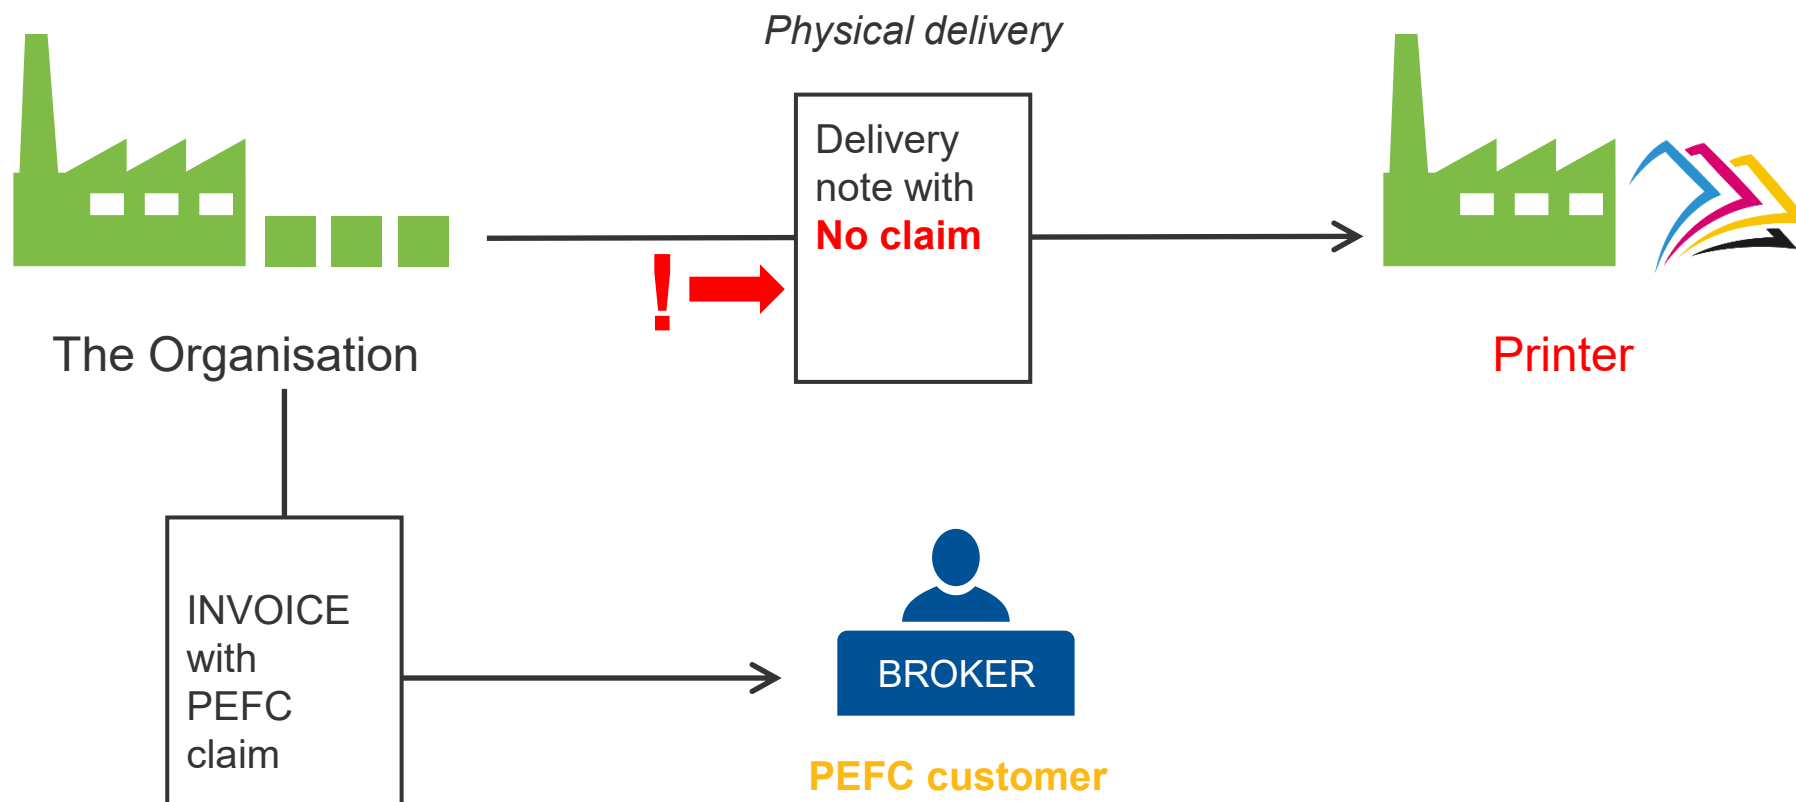 Physical delivery
Delivery
note with
No claim
!
The Organisation
Printer
INVOICE
with
PEFC
claim
BROKER
PEFC customer